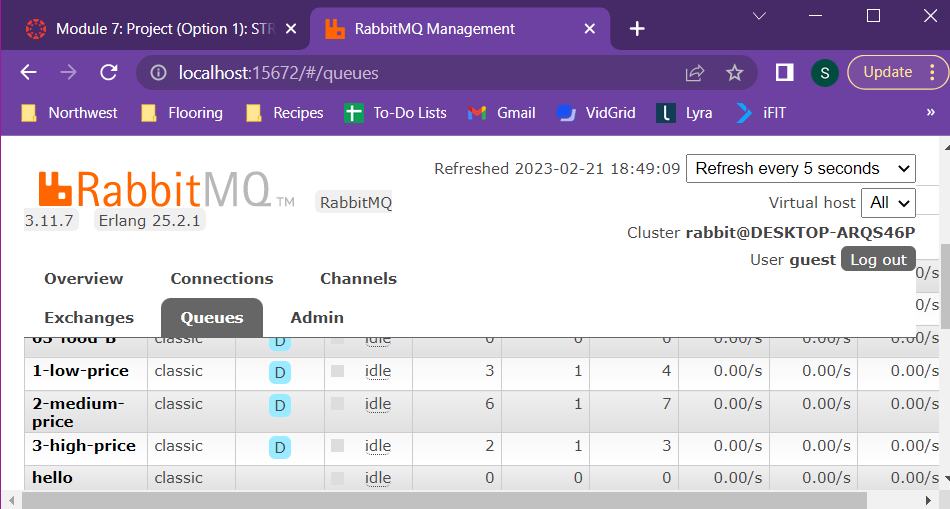 Module 7: Project (Option 1): STR
RabbitMQ Management
localhost:15672/#/queues
S
Update
Northwest Flooring Recipes To-Do Lists Gmail VidGrid Lyra iFIT »
Refreshed 2023-02-21 18:49:09 Refresh every 5 seconds
RabbitMQ TM RabbitMQ
3.11.7 Erlang 25.2.1
Virtual host All
Cluster rabbit@DESKTOP-ARQS46P
User guest Log out
Overview Connections Channels
0/s
Exchanges Queues Admin
0/s
classic D idle 0 0 0 0.00/s 0.00/s 0.00/s
1-low-price classic D idle 3 1 4 0.00/s 0.00/s 0.00/s
2-medium- classic D idle 6 1 7 0.00/s 0.00/s 0.00/s
price
3-high-price classic D idle 2 1 3 0.00/s 0.00/s 0.00/s
hello classic idle 0 0 0 0.00/s 0.00/s 0.00/s